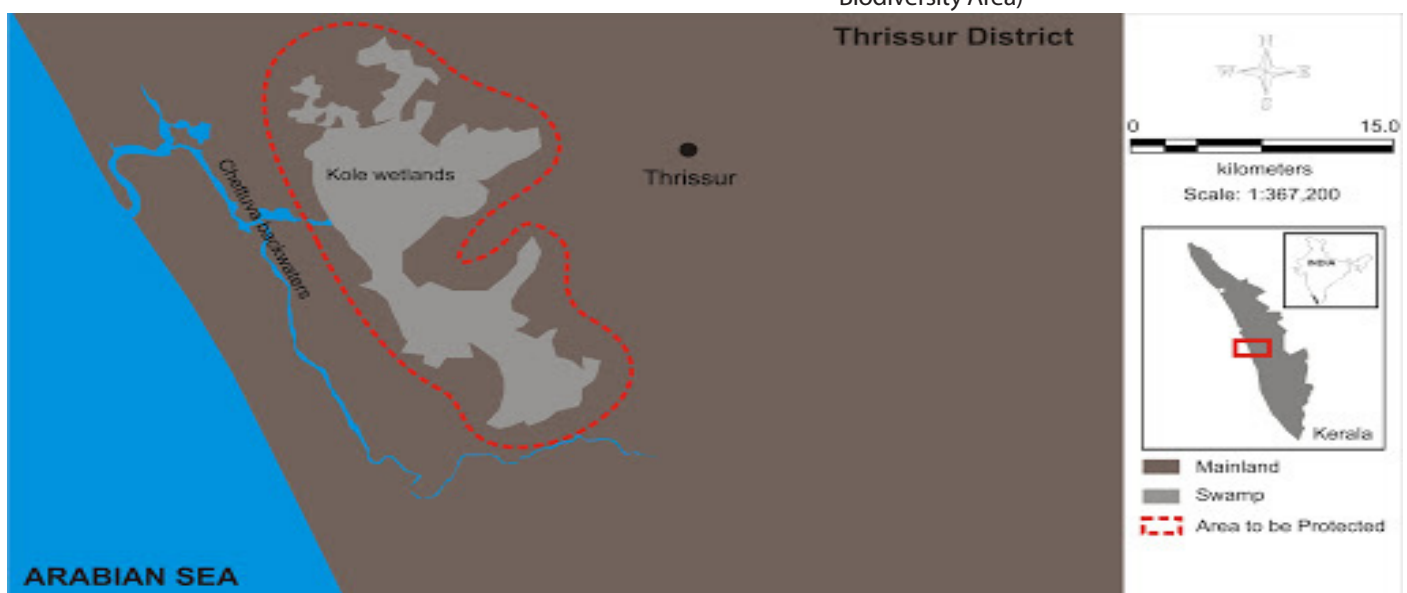 Biodiversity Area)
Thrissur District
Kole wetlands
Thrissur
Chettuva backwaters
ARABIAN SEA
N
W E
S
0 15.0
kilometers
Scale: 1:367,200
INDIA
Kerala
Mainland
Swamp
Area to be Protected